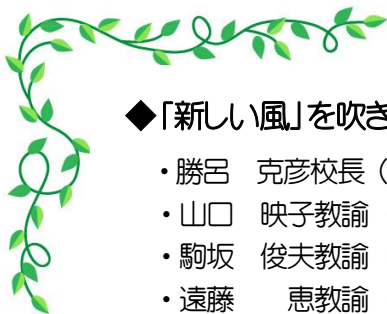 ◆「新しい風」を吹き
・勝呂　克彦校長（
・山口　映子教諭
・駒坂　俊夫教諭
・遠藤　　恵教諭